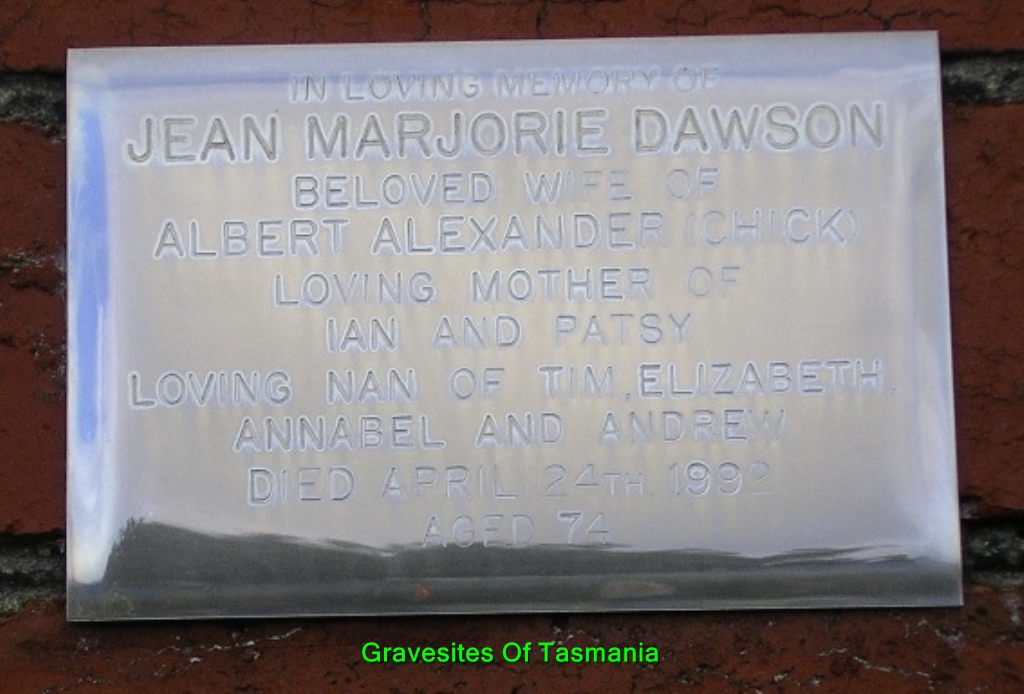 IN LOVING MEMORY OF
JEAN MARJORIE DAWSON
BELOVED WIFE OF
ALBERT ALEXANDER (CHICK)
LOVING MOTHER OF
IAN AND PATSY
LOVING NAN OF TIM, ELIZABETH,
ANNABEL AND ANDREW
DIED APRIL 24TH, 1992
AGED 74
Gravesites Of Tasmania